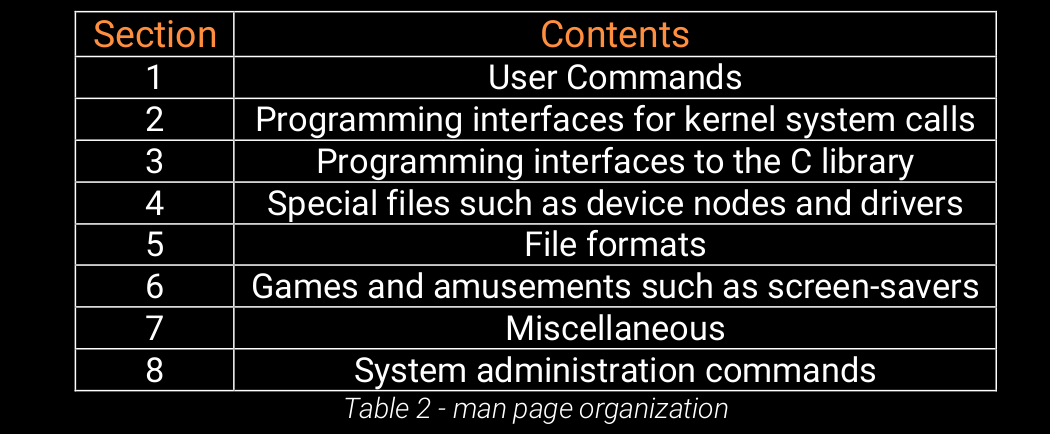 Section Contents
1 User Commands
2 Programming interfaces for kernel system calls
3 Programming interfaces to the C library
4 Special files such as device nodes and drivers
5 File formats
6 Games and amusements such as screen-savers
7 Miscellaneous
8 System administration commands
Table 2 - man page organization